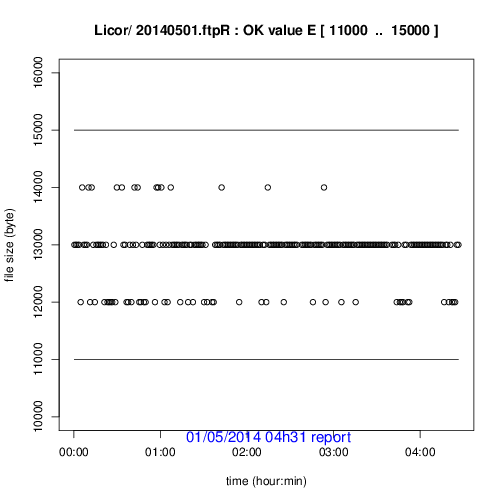 Licor/ 20140501.ftpR : OK value E [ 11000 .. 15000 ]
16000
15000
14000
13000
12000
11000
10000
file size (byte)
01/05/2014 04h31 report
00:00 01:00 02:00 03:00 04:00
time (hour:min)